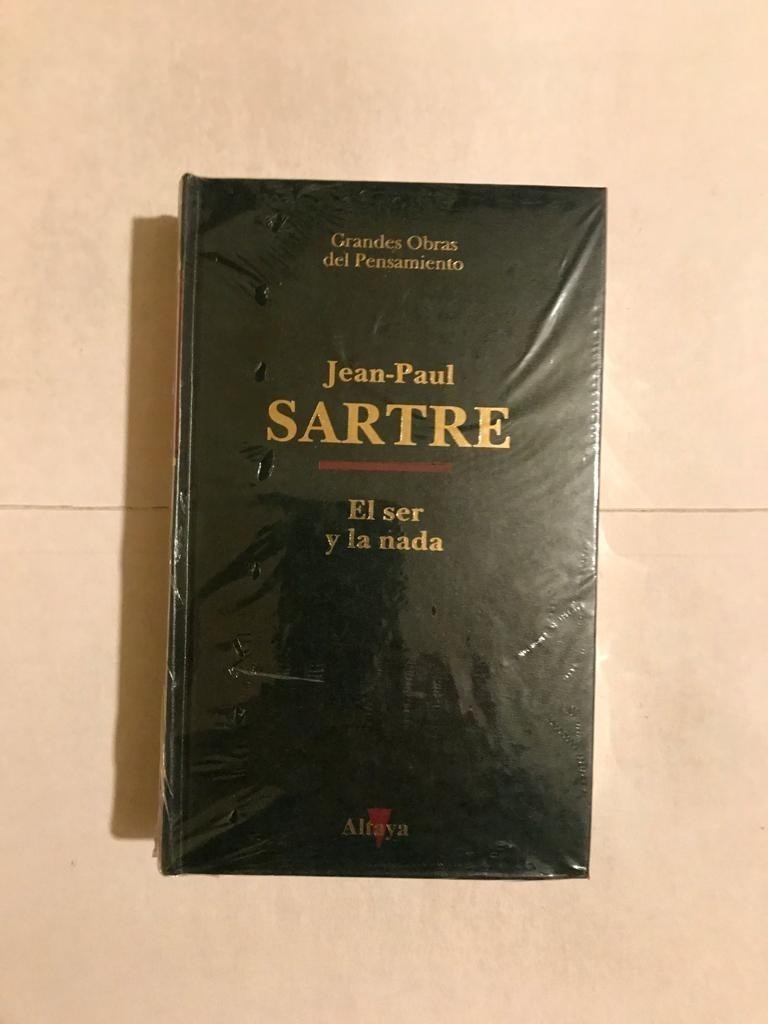 Grandes Obras
del Pensamiento
Jean-Paul
SARTRE
El ser
y la nada
Altaya